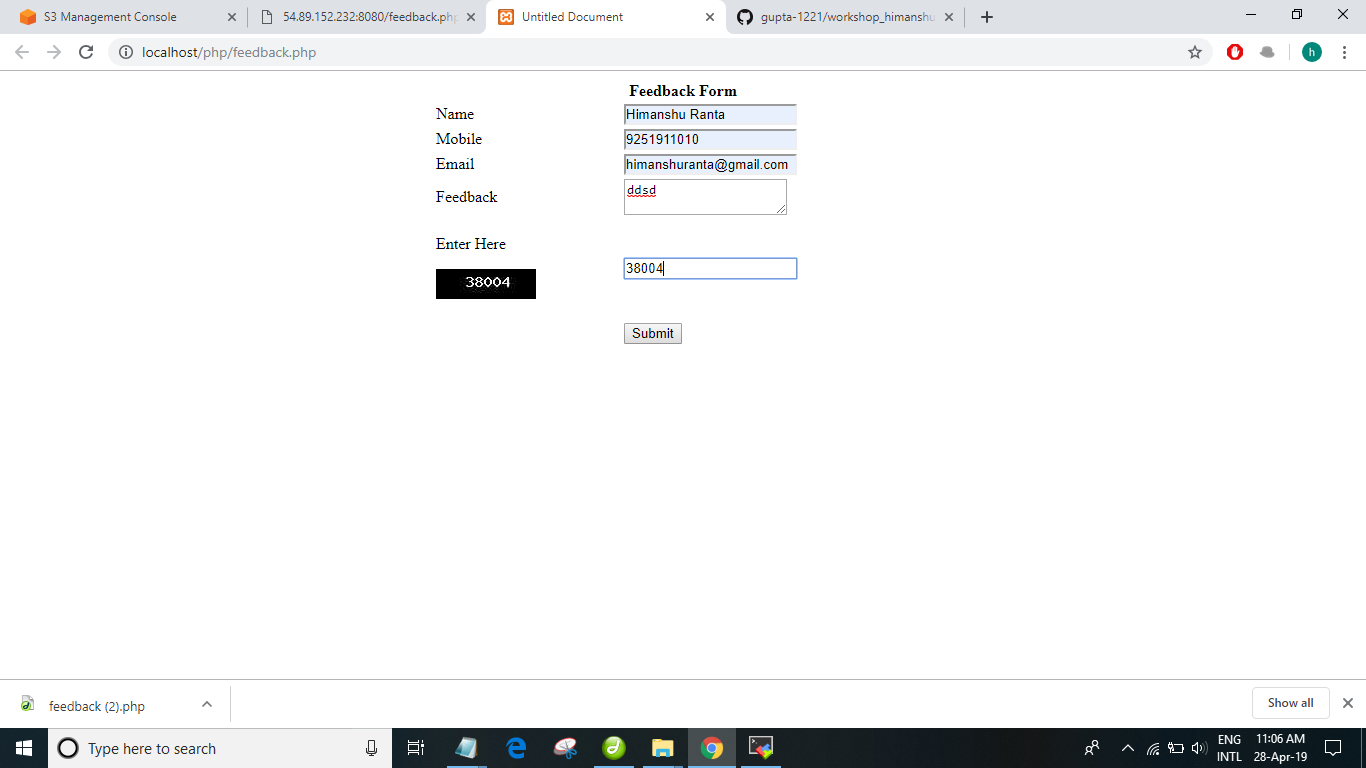 S3 Management Console
54.89.152.232:8080/feedback.php
Untitled Document
gupta-1221/workshop_himanshu
localhost/php/feedback.php
h
Feedback Form
Name Himanshu Ranta
Mobile 9251911010
Email himanshuranta@gmail.com
Feedback ddsd
Enter Here
38004 38004
Submit
feedback (2).php
Show all
Type here to search
ENG 11:06 AM
INTL 28-Apr-19